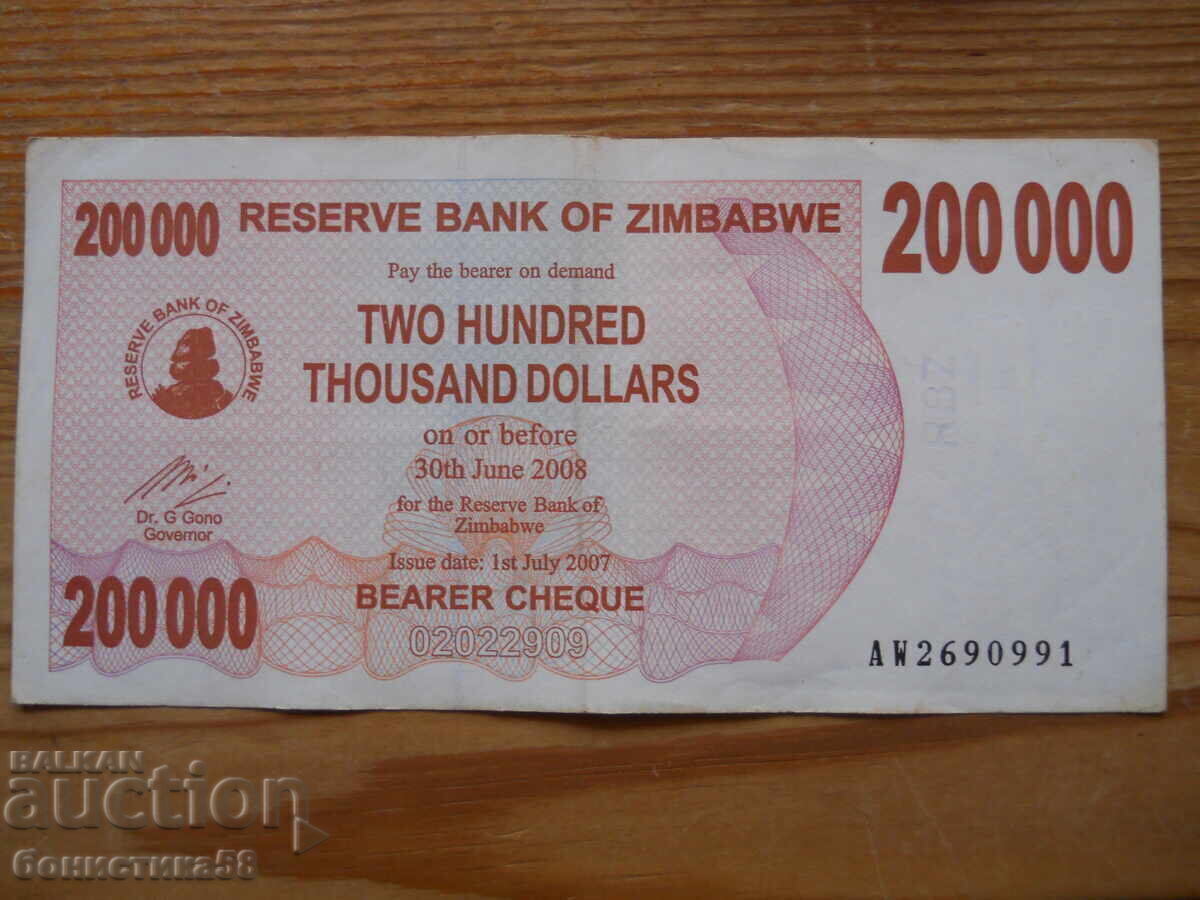 200 000
RESERVE BANK OF ZIMBABWE
200 000
Pay the bearer on demand
TWO HUNDRED
THOUSAND DOLLARS
RESERVE BANK OF ZIMBABWE
on or before
30th June 2008
for the Reserve Bank of
Zimbabwe
Dr. G Gono
Governor
Issue date: 1st July 2007
BEARER CHEQUE
200 000
02022909
AW2690991
RBZ
BALKAN
auction
бонистика58